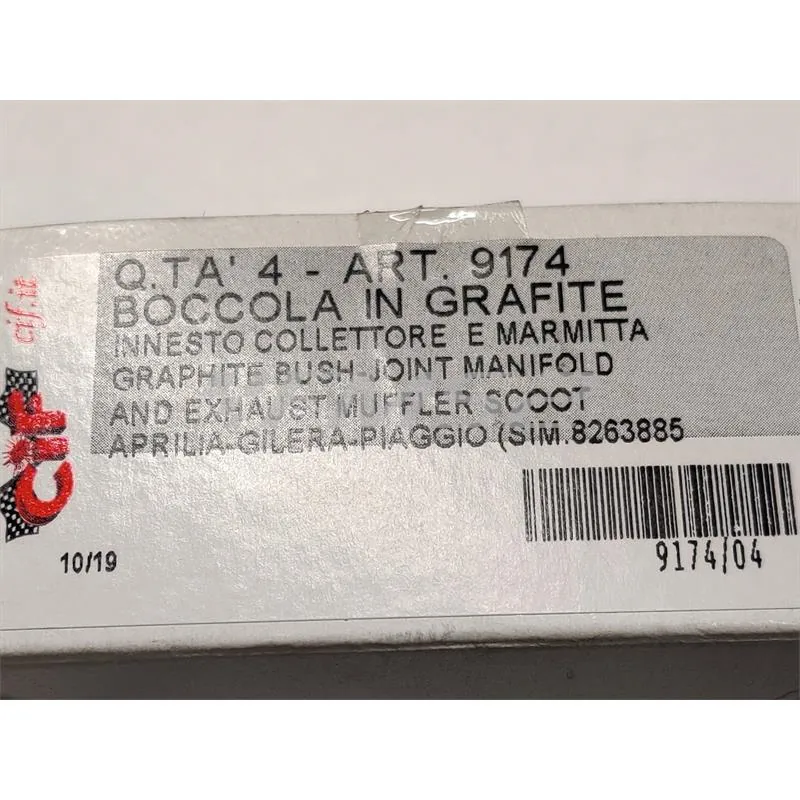 Q.TA' 4 - ART. 9174
BOCCOLA IN GRAFITE
INNESTO COLLETTORE E MARMITTA
GRAPHITE BUSH-JOINT MANIFOLD
AND EXHAUST MUFFLER SCOOT
APRILIA-GILERA-PIAGGIO (SIM.8263885
cif.it
CIF
10/19
9174/04